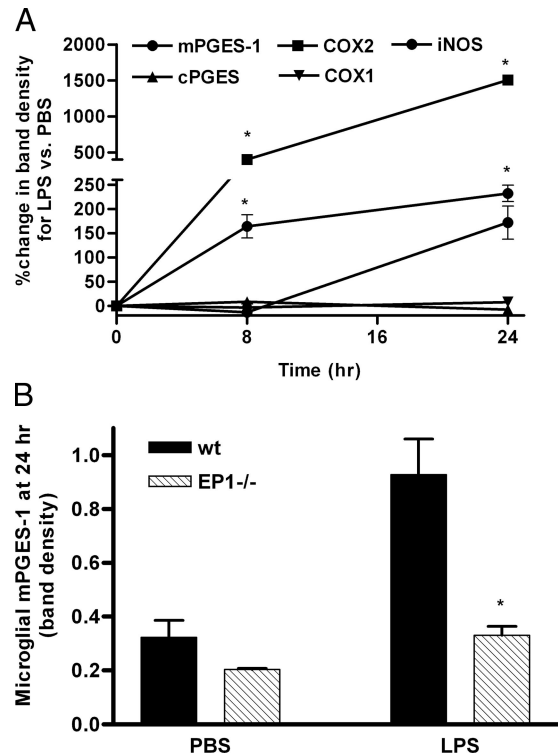 A
mPGES-1 COX2 iNOS
cPGES COX1
%change in band density
for LPS vs. PBS
2000
1500
1000
500
250
200
150
100
50
0
* * * *
0 8 16 24
Time (hr)
B
wt
EP1-/-
Microglial mPGES-1 at 24 hr
(band density)
1.0
0.8
0.6
0.4
0.2
0.0
*
PBS LPS